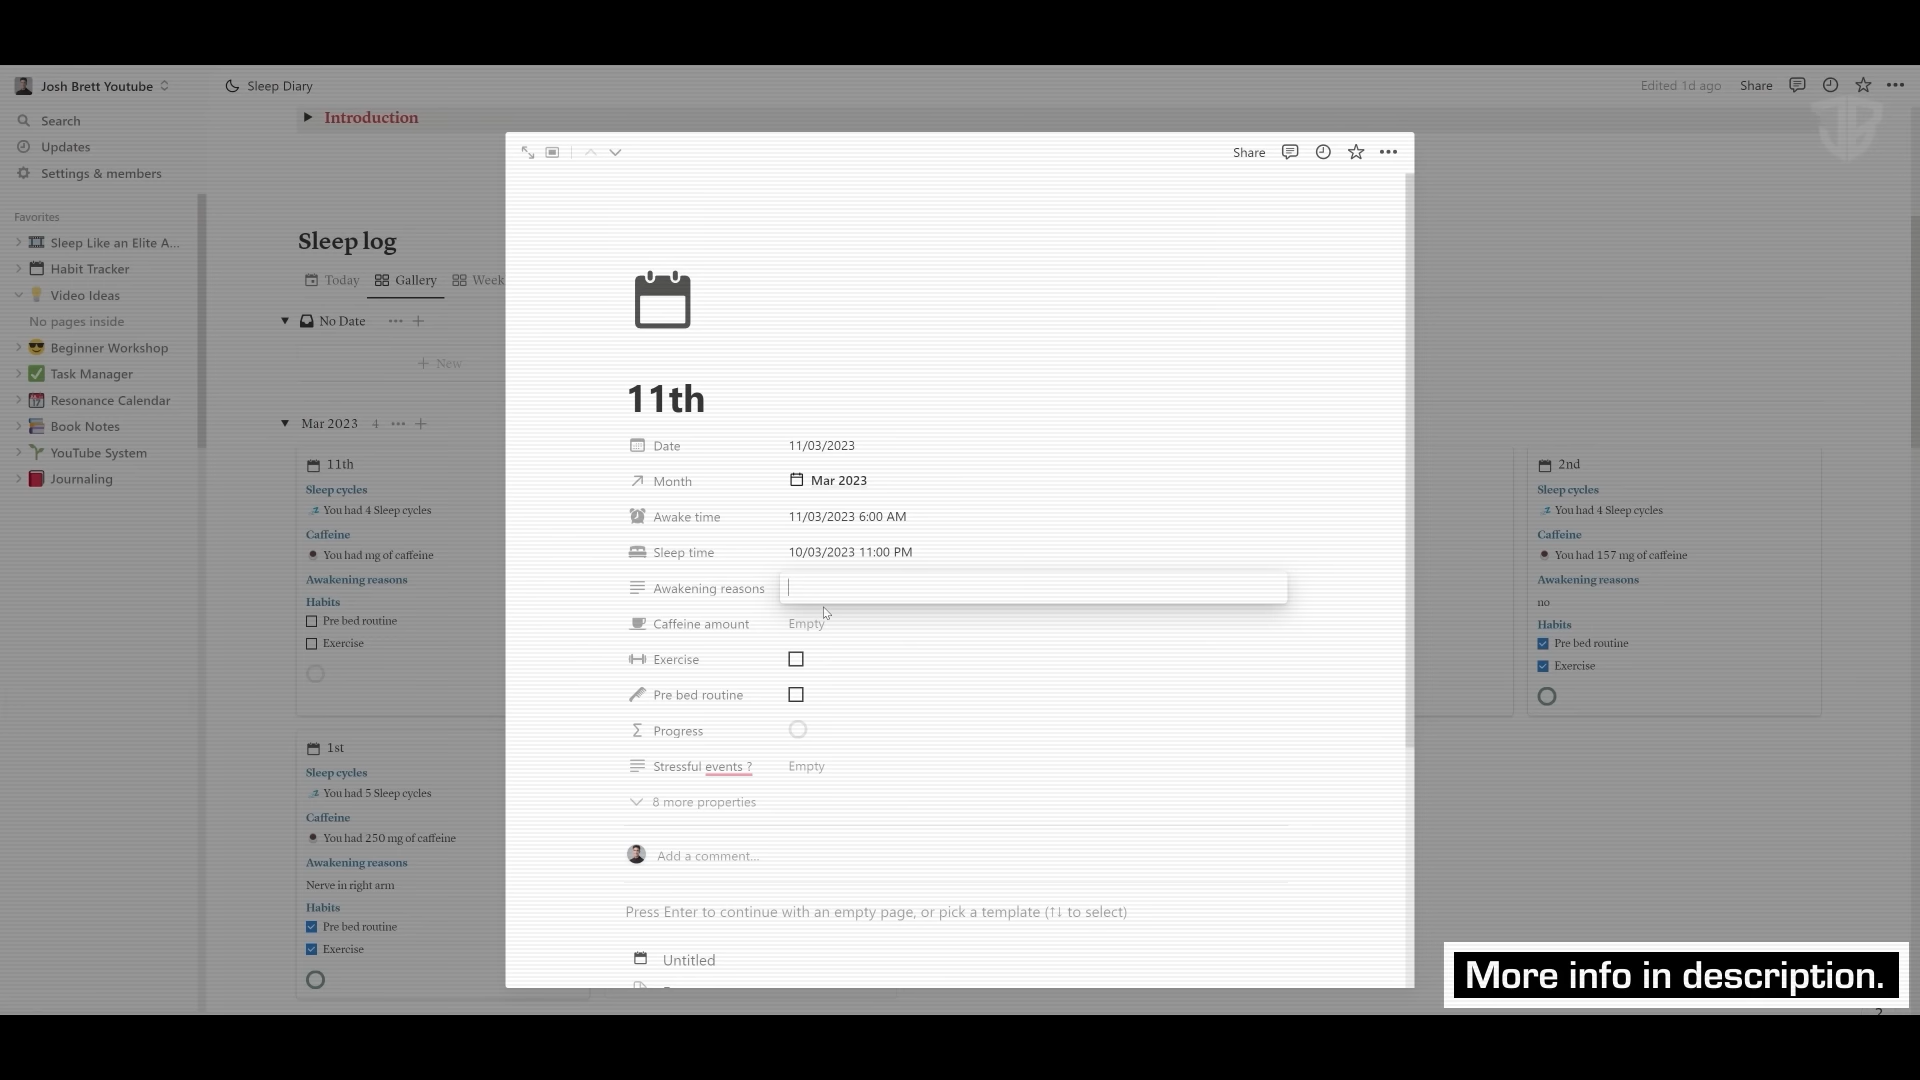 Josh Brett Youtube
Sleep Diary
Edited 1d ago
Share
Search
Updates
Settings & members
Favorites
Sleep Like an Elite A...
Habit Tracker
Video Ideas
No pages inside
Beginner Workshop
Task Manager
Resonance Calendar
Book Notes
YouTube System
Journaling
Introduction
Sleep log
Today
Gallery
Week
No Date
New
Mar 2023 4
11th
Sleep cycles
You had 4 Sleep cycles
Caffeine
You had mg of caffeine
Awakening reasons
Habits
Pre bed routine
Exercise
1st
Sleep cycles
You had 5 Sleep cycles
Caffeine
You had 250 mg of caffeine
Awakening reasons
Nerve in right arm
Habits
Pre bed routine
Exercise
Share
11th
Date 11/03/2023
Month Mar 2023
Awake time 11/03/2023 6:00 AM
Sleep time 10/03/2023 11:00 PM
Awakening reasons
Caffeine amount Empty
Exercise
Pre bed routine
Progress
Stressful events ? Empty
8 more properties
Add a comment...
Press Enter to continue with an empty page, or pick a template (↑↓ to select)
Untitled
2nd
Sleep cycles
You had 4 Sleep cycles
Caffeine
You had 157 mg of caffeine
Awakening reasons
no
Habits
Pre bed routine
Exercise
More info in description.